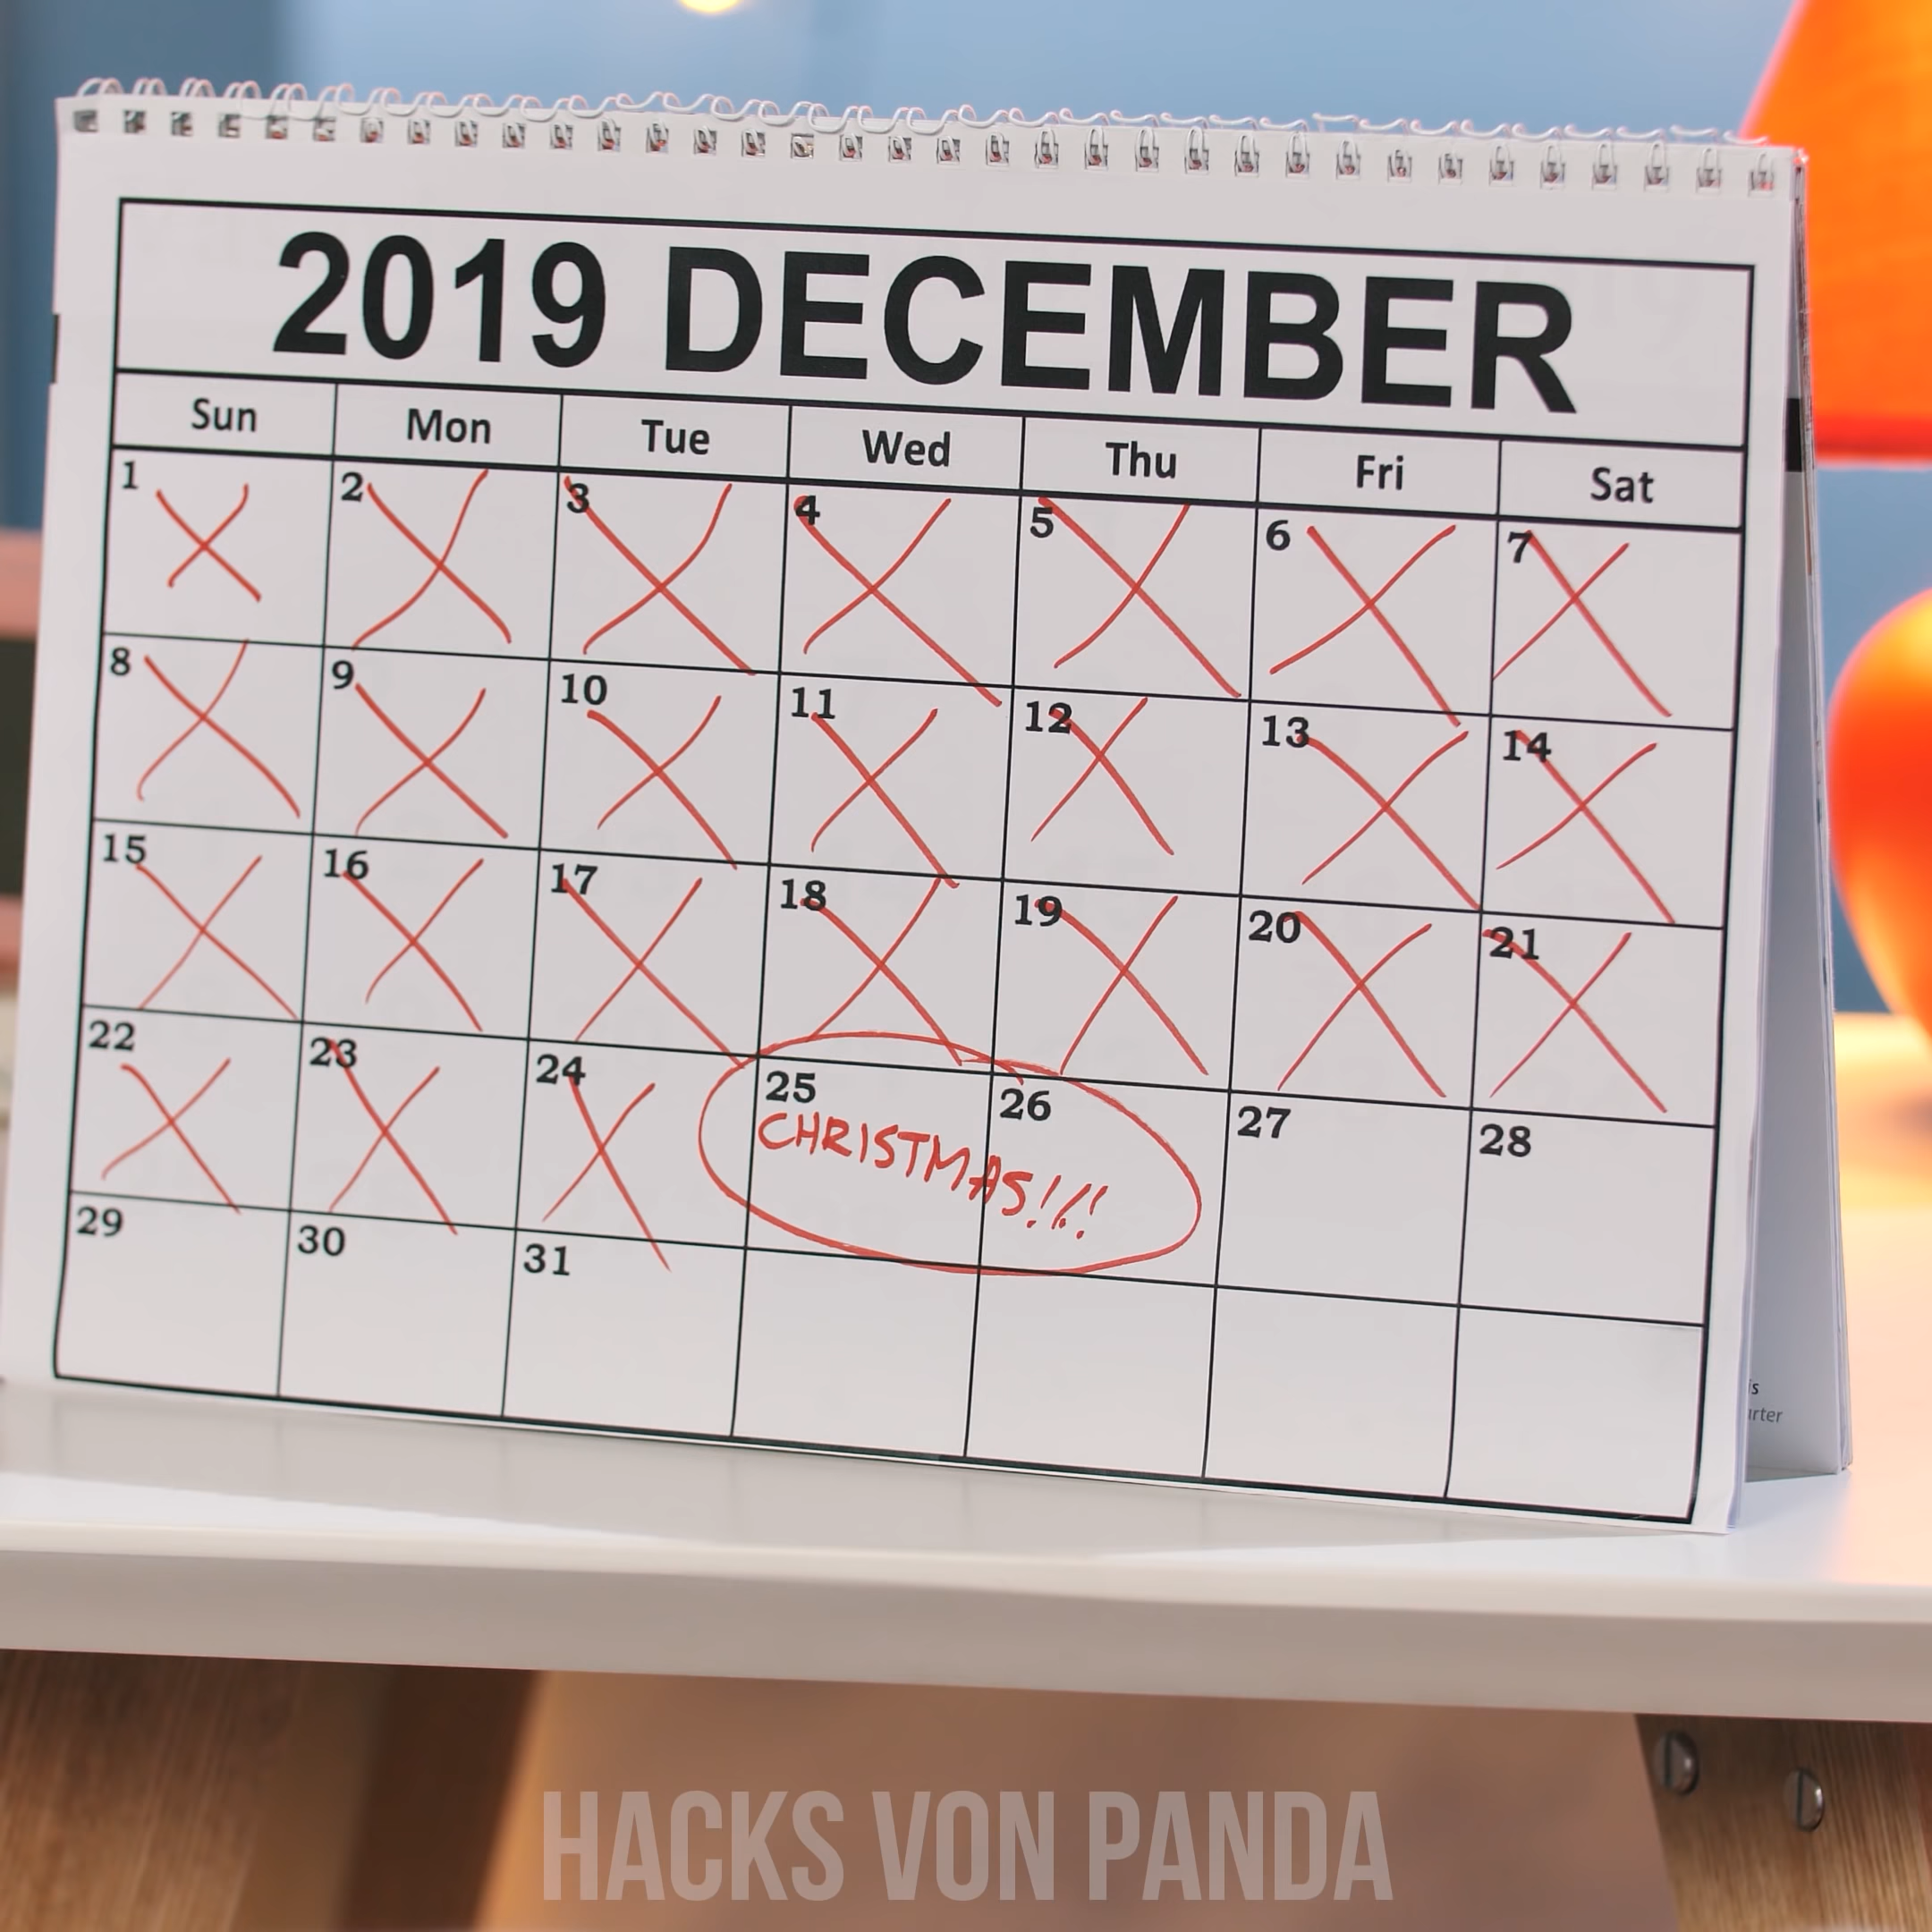 2019 DECEMBER
Sun Mon Tue Wed Thu Fri Sat
1 2 3 4 5 6 7
8 9 10 11 12 13 14
15 16 17 18 19 20 21
22 23 24 25 26 27 28
CHRISTMAS!!!
29 30 31
HACKS VON PANDA